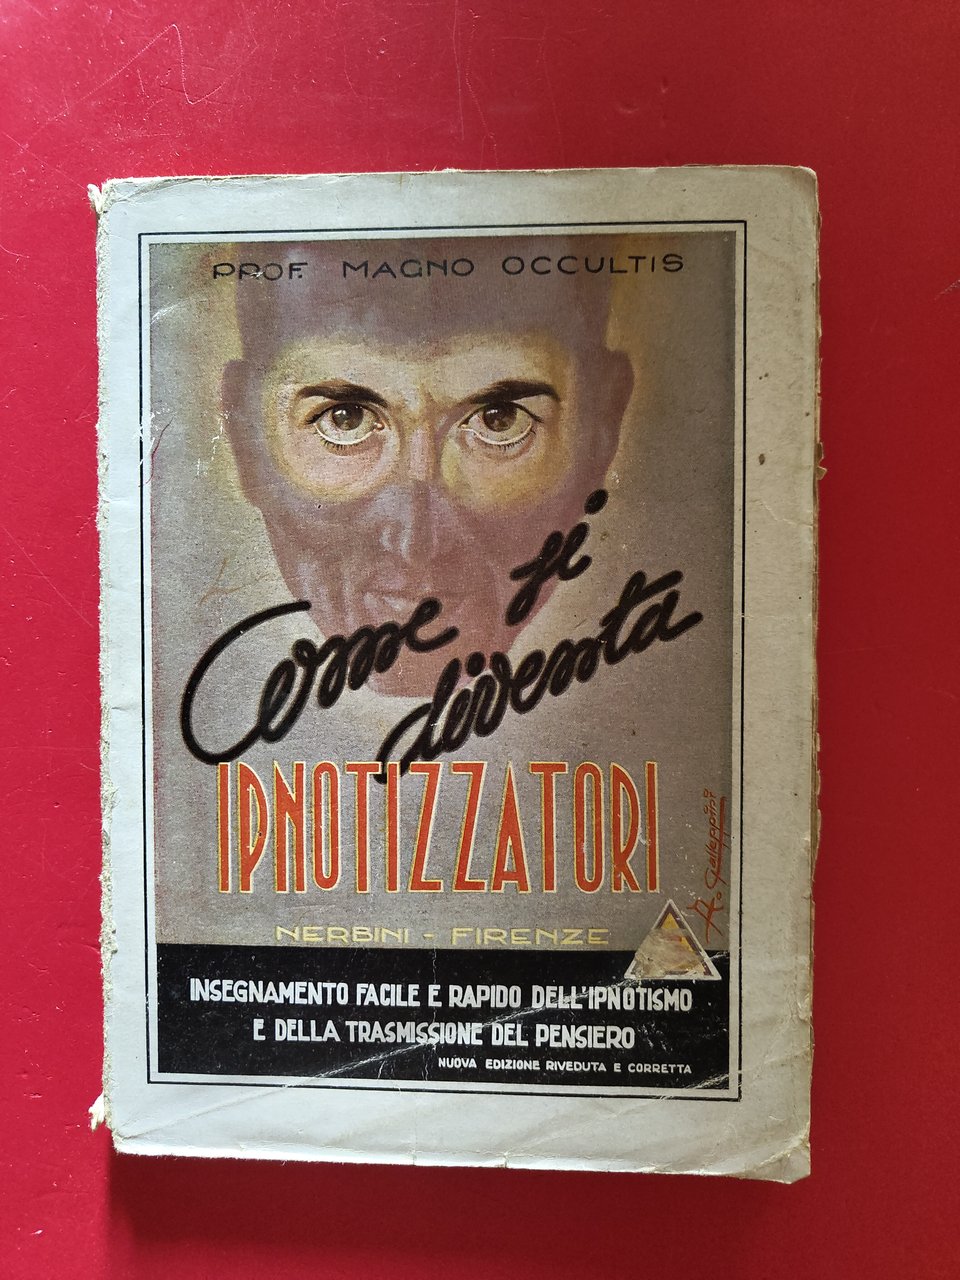 PROF. MAGNO OCCULTIS
Come si
diventa
IPNOTIZZATORI
A. Galleppini
NERBINI - FIRENZE
INSEGNAMENTO FACILE E RAPIDO DELL'IPNOTISMO
E DELLA TRASMISSIONE DEL PENSIERO
NUOVA EDIZIONE RIVEDUTA E CORRETTA